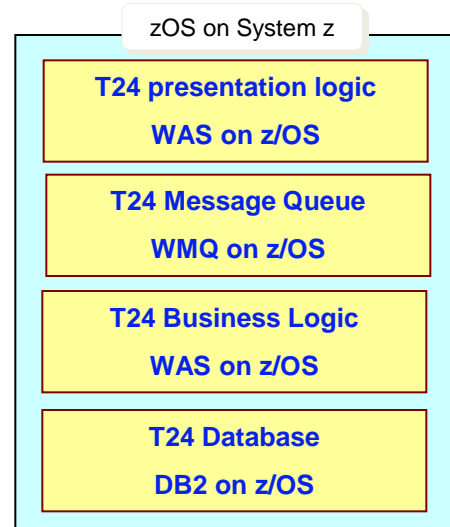 zOS on System z
T24 presentation logic
WAS on z/OS
T24 Message Queue
WMQ on z/OS
T24 Business Logic
WAS on z/OS
T24 Database
DB2 on z/OS